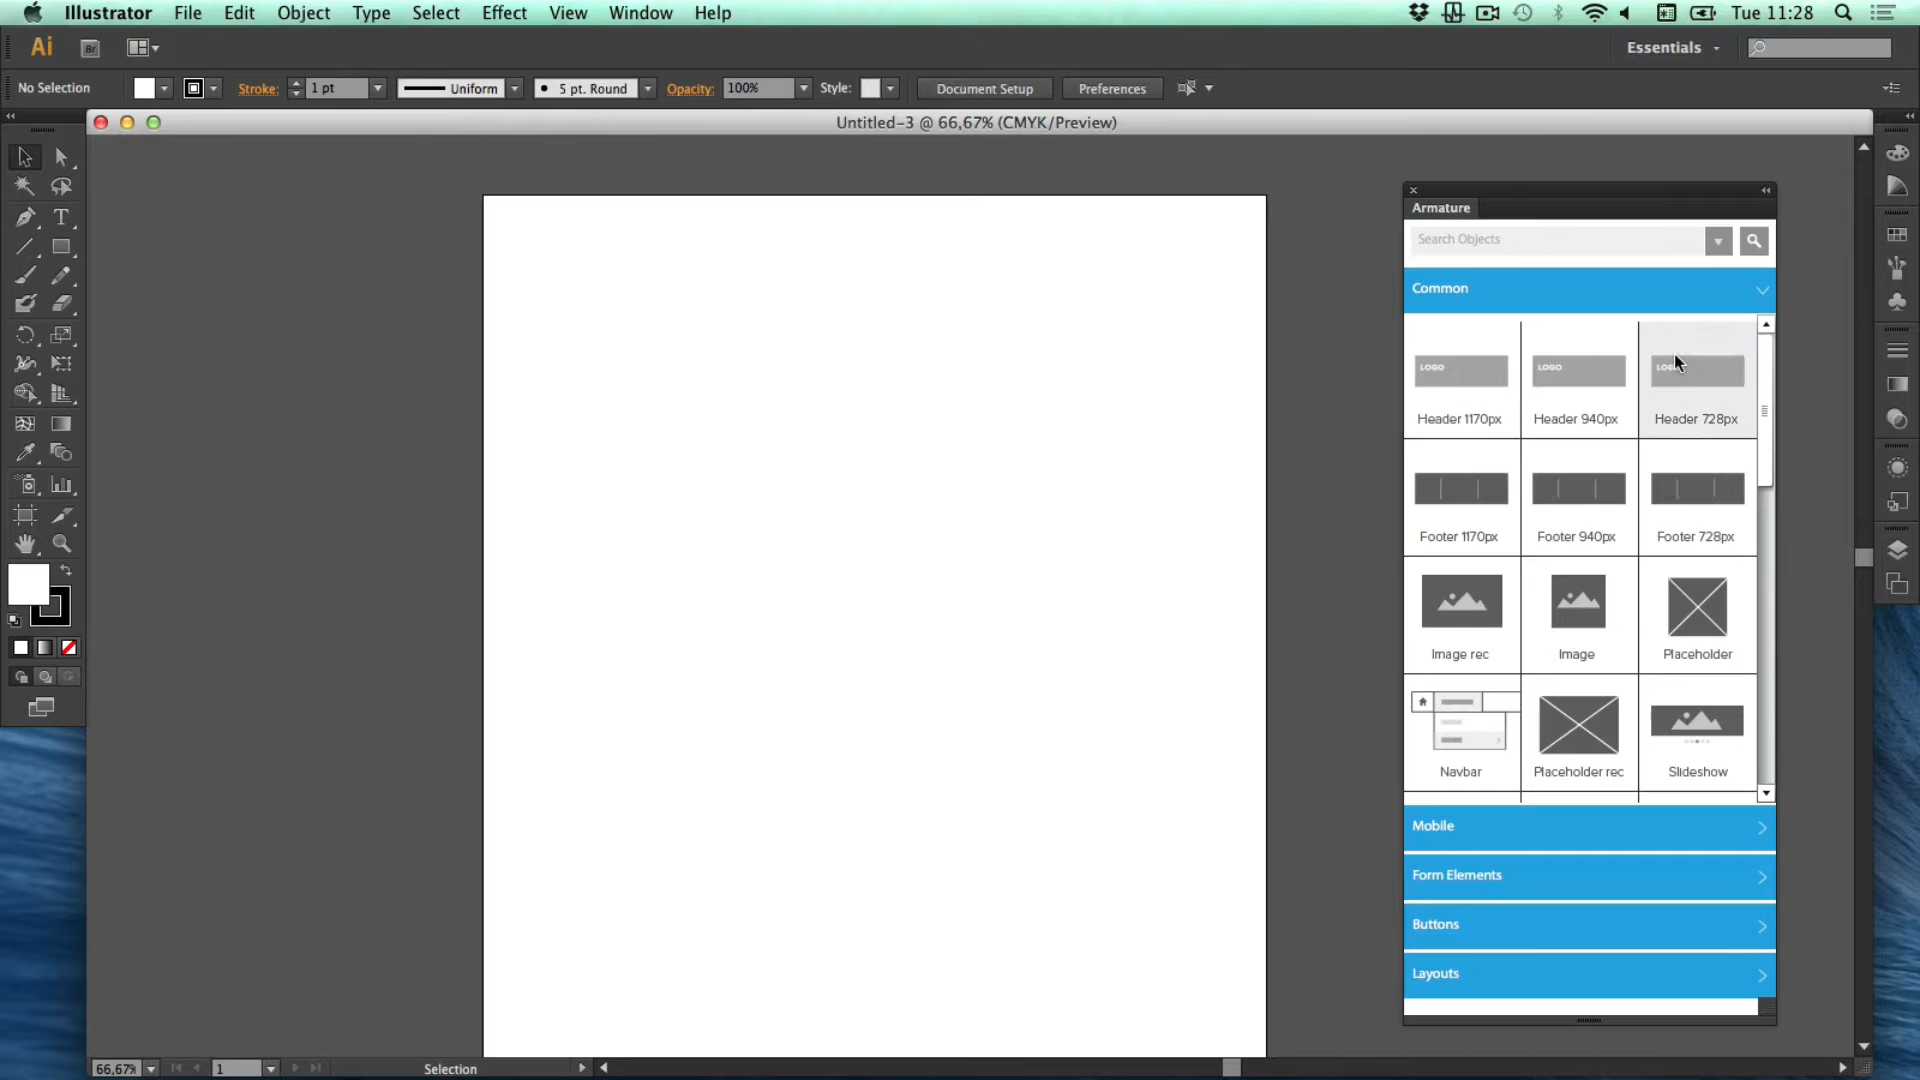 Illustrator File Edit Object Type Select Effect View Window Help Tue 11:28
Ai Br Essentials
No Selection Stroke: 1 pt Uniform 5 pt. Round Opacity: 100% Style: Document Setup Preferences
Untitled-3 @ 66,67% (CMYK/Preview)
Armature
Search Objects
Common
LOGO LOGO LOGO
Header 1170px Header 940px Header 728px
Footer 1170px Footer 940px Footer 728px
Image rec Image Placeholder
Navbar Placeholder rec Slideshow
Mobile
Form Elements
Buttons
Layouts
66,67% 1 Selection